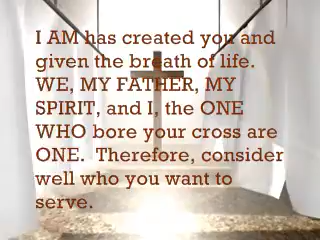 I AM has created you and
given the breath of life.
WE, MY FATHER, MY
SPIRIT, and I, the ONE
WHO bore your cross are
ONE.  Therefore, consider
well who you want to
serve.